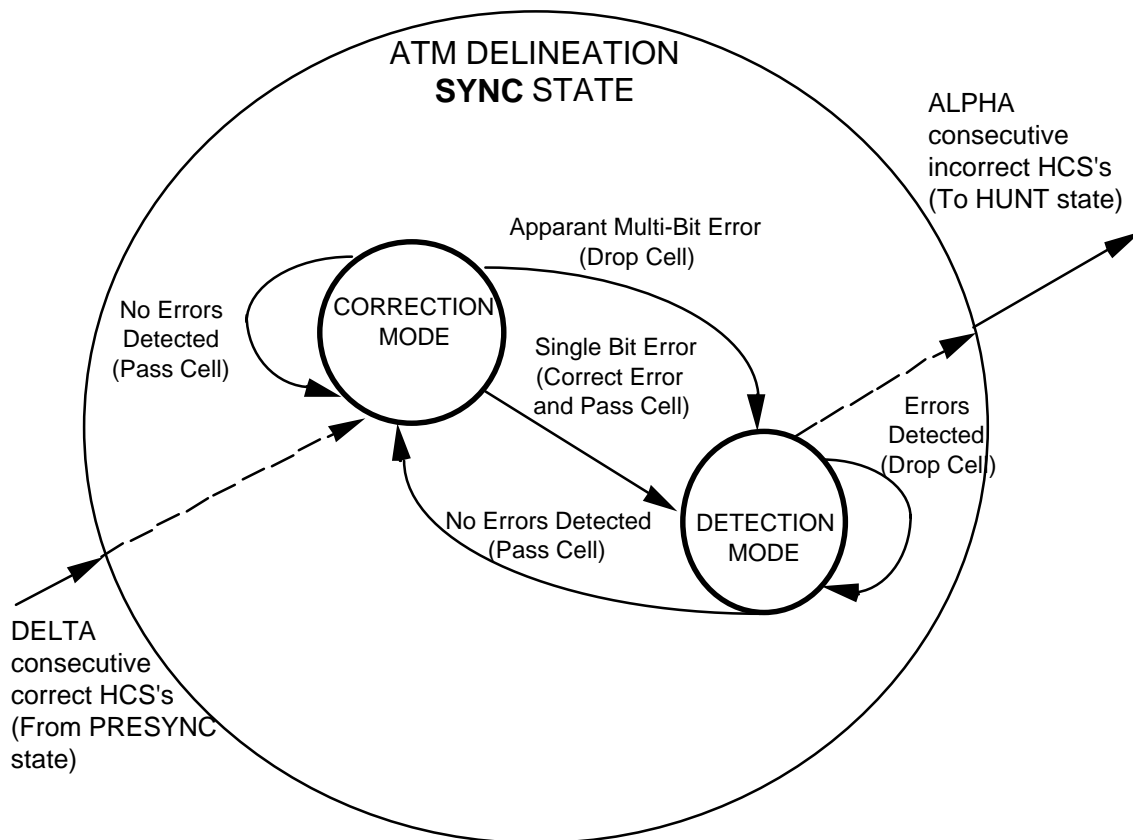 ATM DELINEATION
SYNC STATE
ALPHA
consecutive
incorrect HCS's
(To HUNT state)
Apparant Multi-Bit Error
(Drop Cell)
No Errors
Detected
(Pass Cell)
CORRECTION
MODE
Single Bit Error
(Correct Error
and Pass Cell)
Errors
Detected
(Drop Cell)
No Errors Detected
(Pass Cell)
DETECTION
MODE
DELTA
consecutive
correct HCS's
(From PRESYNC
state)